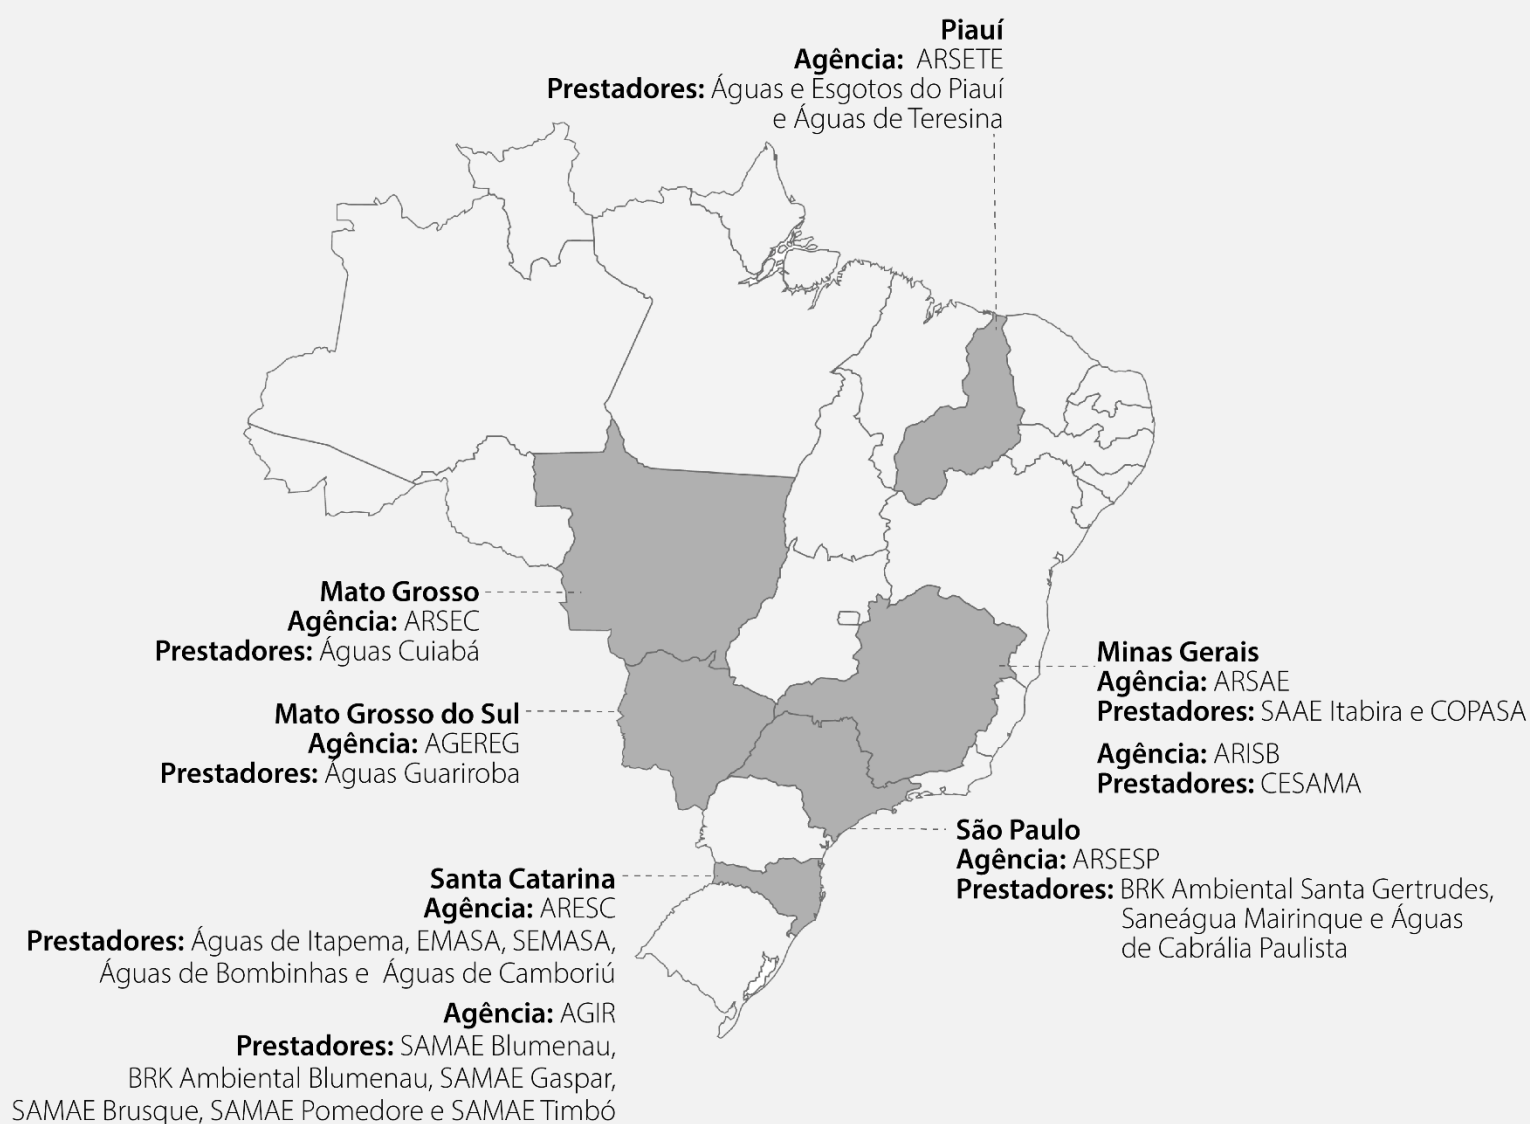 Piauí
Agência: ARSETE
Prestadores: Águas e Esgotos do Piauí
e Águas de Teresina
Mato Grosso
Agência: ARSEC
Prestadores: Águas Cuiabá
Mato Grosso do Sul
Agência: AGEREG
Prestadores: Águas Guariroba
Minas Gerais
Agência: ARSAE
Prestadores: SAAE Itabira e COPASA
Agência: ARISB
Prestadores: CESAMA
São Paulo
Agência: ARSESP
Prestadores: BRK Ambiental Santa Gertrudes,
Saneágua Mairinque e Águas
de Cabrália Paulista
Santa Catarina
Agência: ARESC
Prestadores: Águas de Itapema, EMASA, SEMASA,
Águas de Bombinhas e Águas de Camboriú
Agência: AGIR
Prestadores: SAMAE Blumenau,
BRK Ambiental Blumenau, SAMAE Gaspar,
SAMAE Brusque, SAMAE Pomedore e SAMAE Timbó